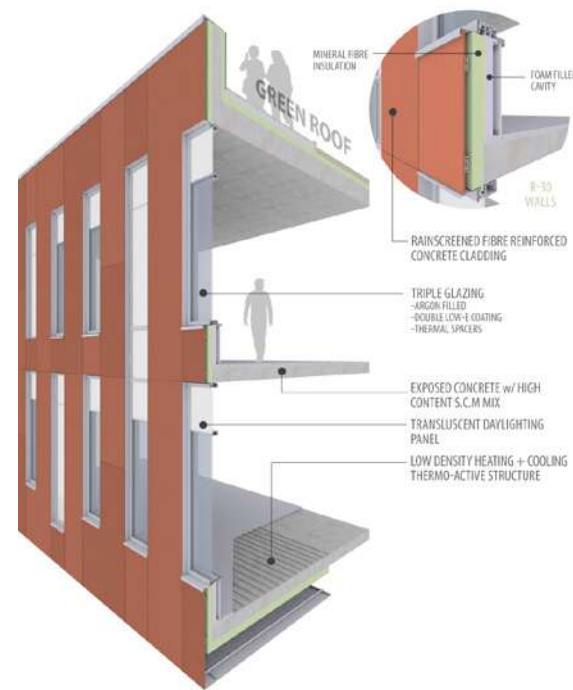 MINERAL FIBRE
INSULATION
FOAM FILLED
CAVITY
GREEN ROOF
R-30
WALLS
RAINSCREENED FIBRE REINFORCED
CONCRETE CLADDING
TRIPLE GLAZING
-ARGON FILLED
-DOUBLE LOW-E COATING
-THERMAL SPACERS
EXPOSED CONCRETE w/ HIGH
CONTENT S.C.M MIX
TRANSLUSCENT DAYLIGHTING
PANEL
LOW DENSITY HEATING + COOLING
THERMO-ACTIVE STRUCTURE